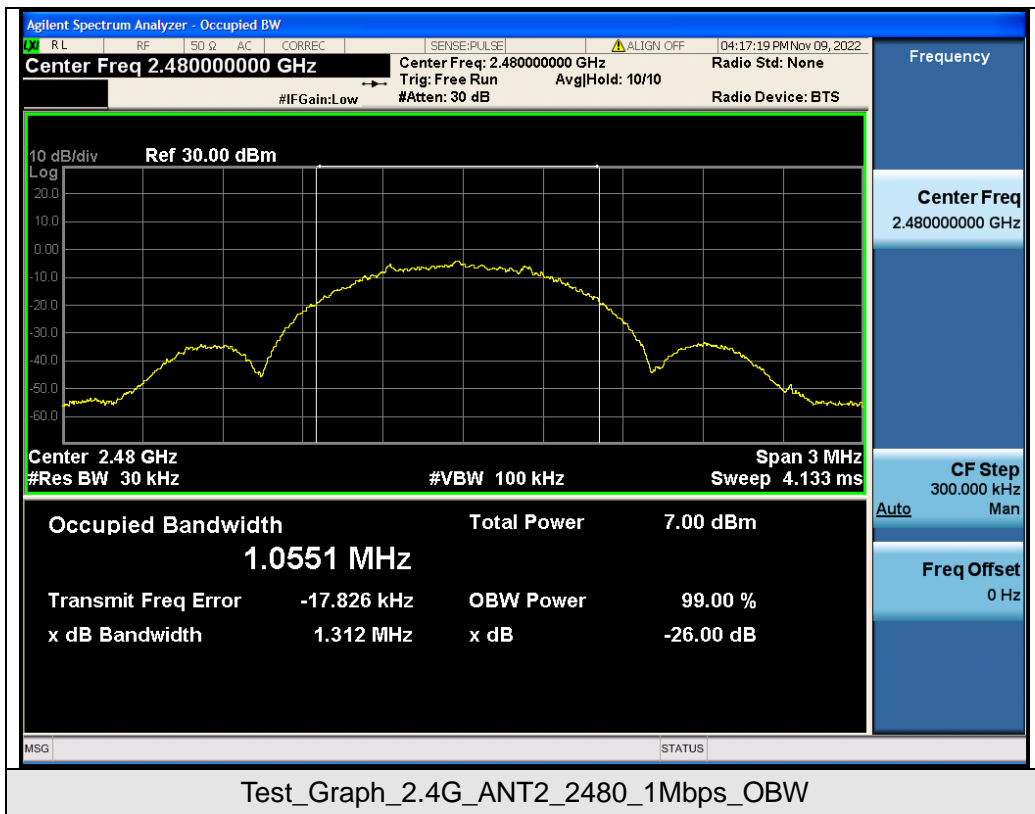 Agilent Spectrum Analyzer - Occupied BW
LXI RL RF 50 Ω AC CORREC SENSE:PULSE ALIGN OFF 04:17:19 PM Nov 09, 2022
Center Freq 2.480000000 GHz Center Freq: 2.480000000 GHz Radio Std: None
Trig: Free Run Avg|Hold: 10/10
#IFGain:Low #Atten: 30 dB Radio Device: BTS
10 dB/div Ref 30.00 dBm
Log
20.0
10.0
0.00
-10.0
-20.0
-30.0
-40.0
-50.0
-60.0
Center 2.48 GHz Span 3 MHz
#Res BW 30 kHz #VBW 100 kHz Sweep 4.133 ms
Occupied Bandwidth Total Power 7.00 dBm
1.0551 MHz
Transmit Freq Error -17.826 kHz OBW Power 99.00 %
x dB Bandwidth 1.312 MHz x dB -26.00 dB
Frequency
Center Freq
2.480000000 GHz
CF Step
300.000 kHz
Auto Man
Freq Offset
0 Hz
MSG STATUS
Test_Graph_2.4G_ANT2_2480_1Mbps_OBW